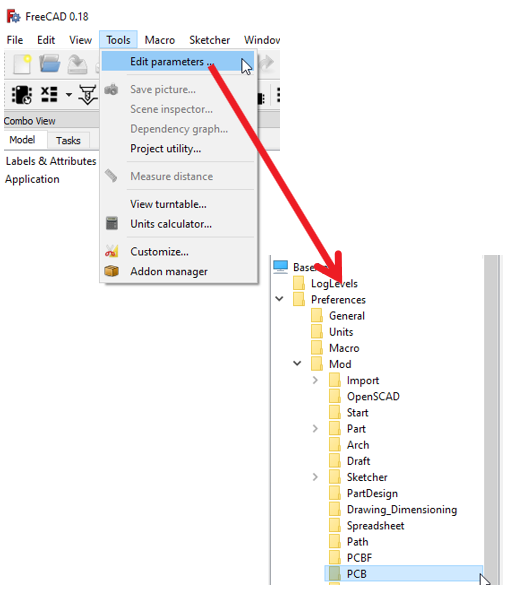 FreeCAD 0.18
File Edit View Tools Macro Sketcher Window
Edit parameters ...
Save picture...
Scene inspector...
Dependency graph...
Project utility...
Measure distance
View turntable...
Units calculator...
Customize...
Addon manager
Combo View
Model Tasks
Labels & Attributes
Application
LogLevels
Preferences
General
Units
Macro
Mod
Import
OpenSCAD
Start
Part
Arch
Draft
Sketcher
PartDesign
Drawing_Dimensioning
Spreadsheet
Path
PCBF
PCB